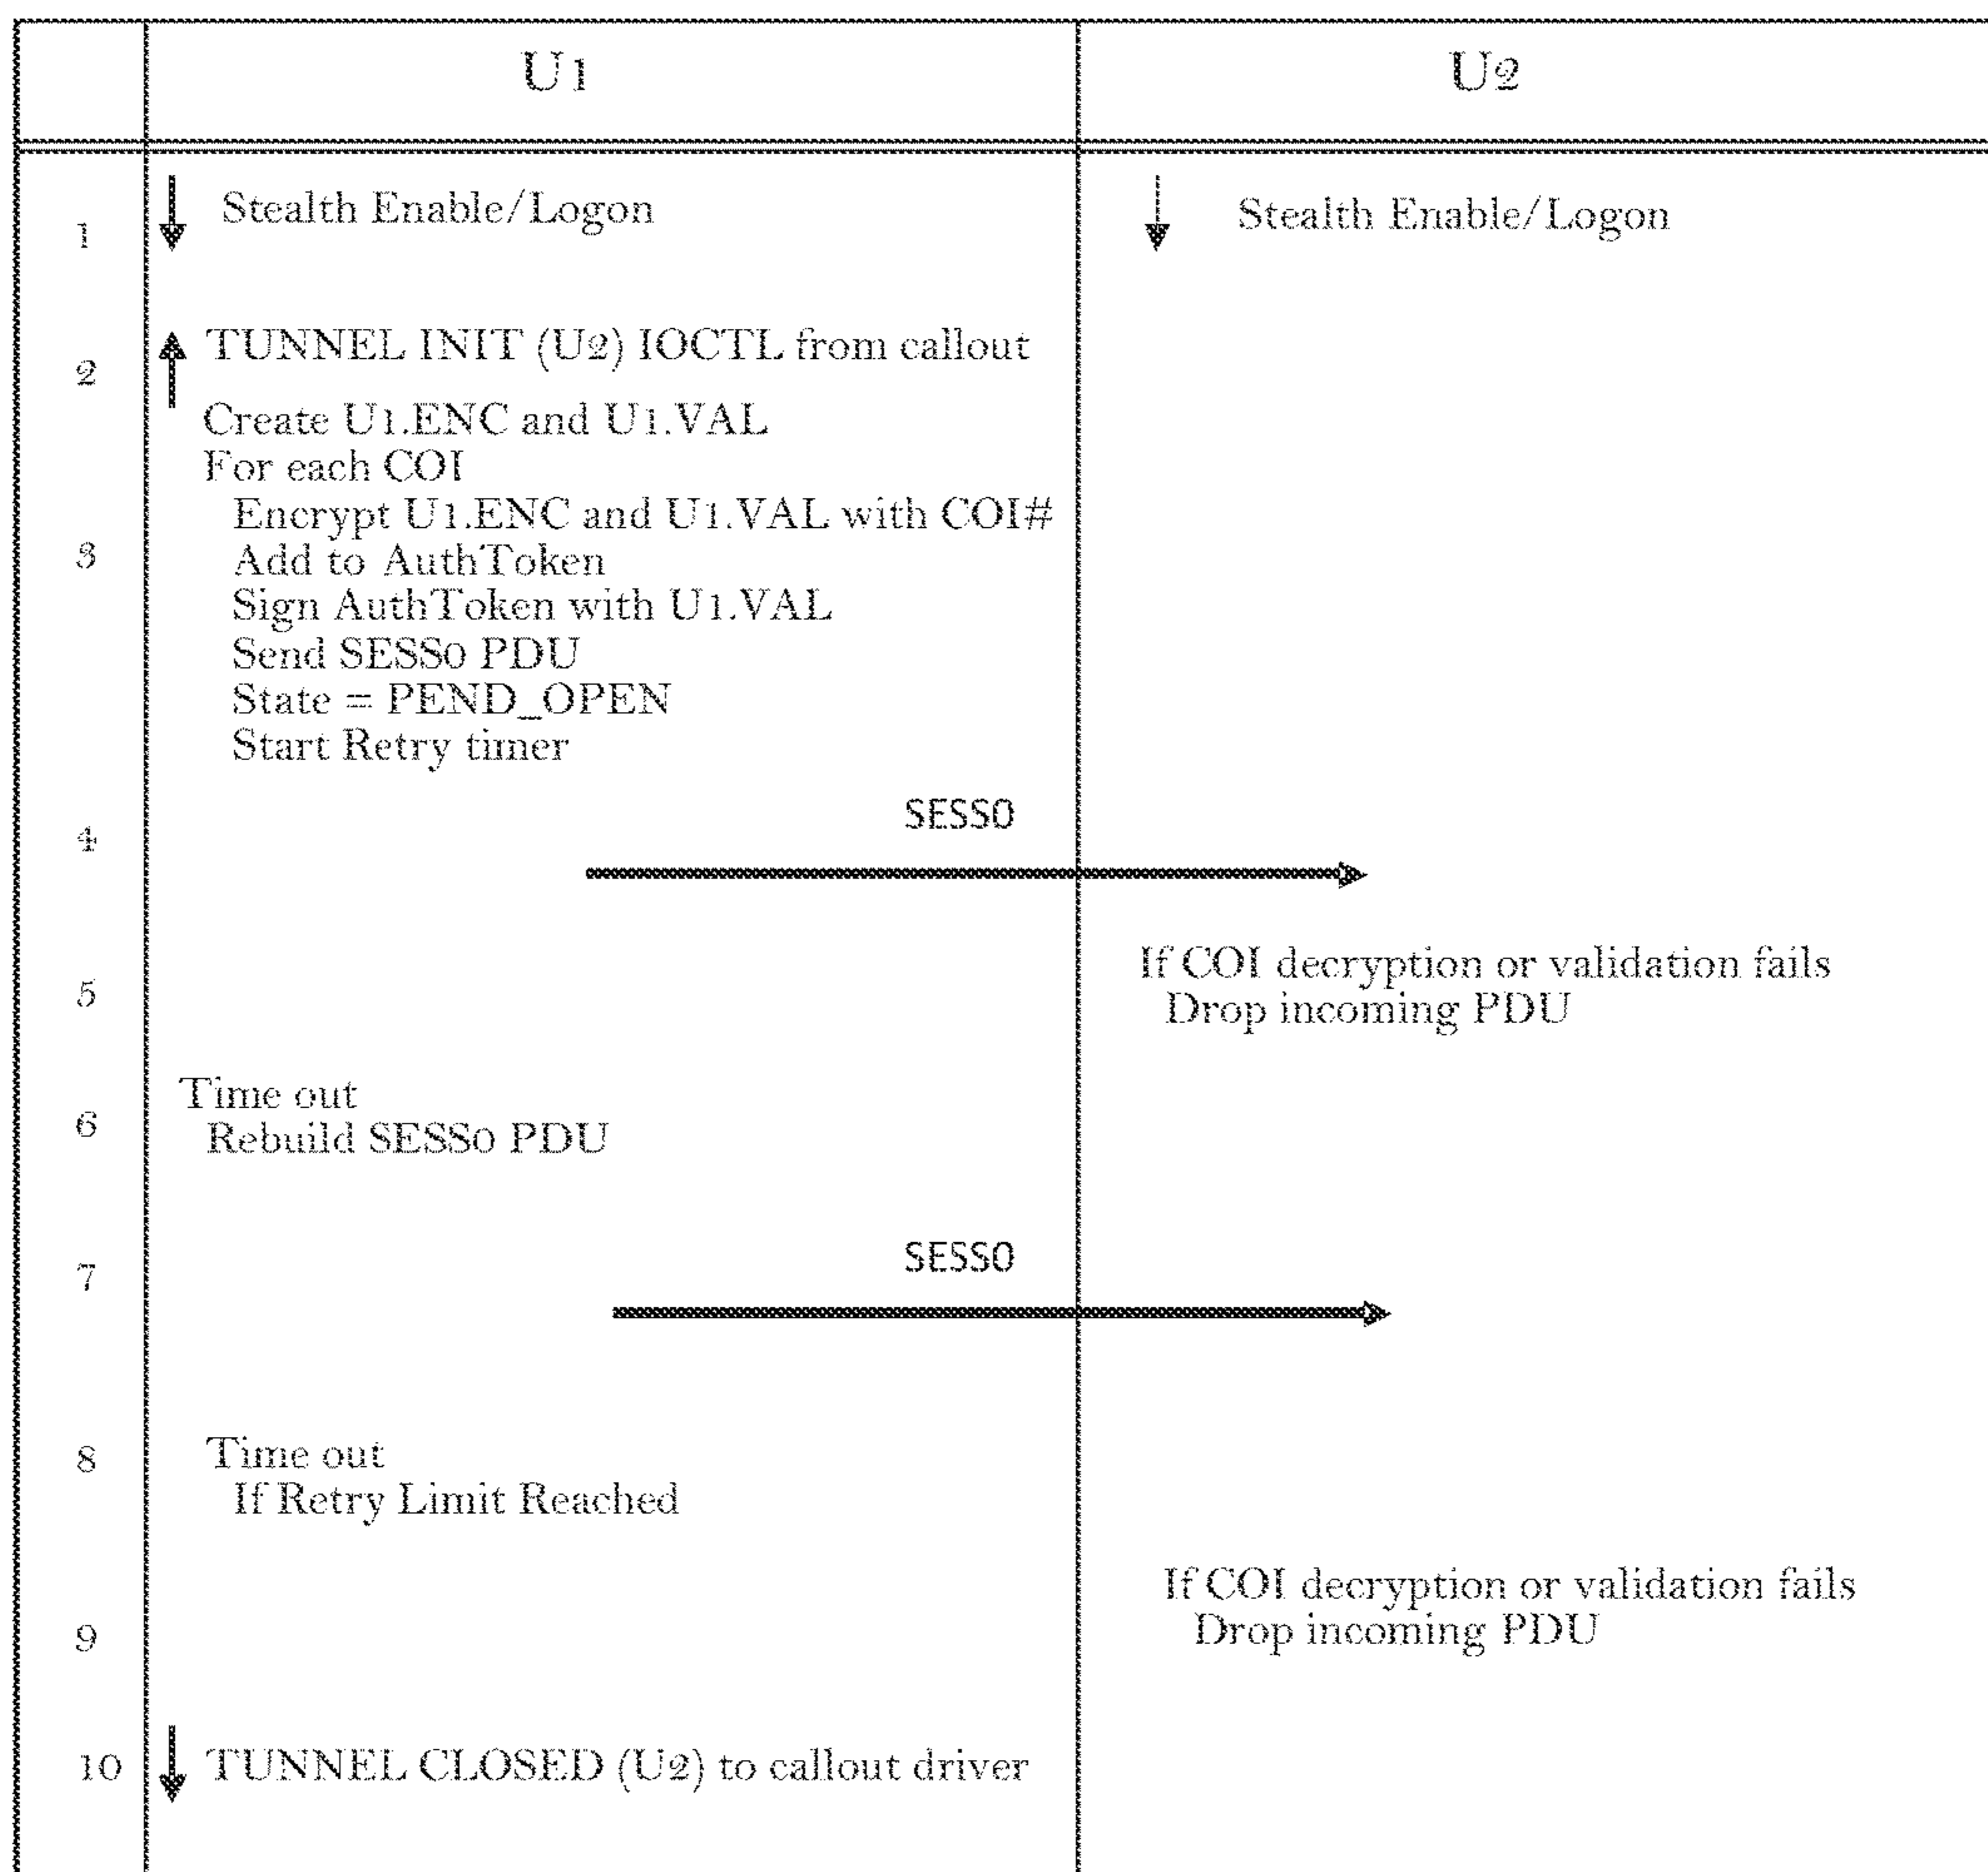 U1 U2
1 Stealth Enable/Logon Stealth Enable/Logon
2 TUNNEL INIT (U2) IOCTL from callout
Create U1.ENC and U1.VAL
For each COI
Encrypt U1.ENC and U1.VAL with COI#
3 Add to AuthToken
Sign AuthToken with U1.VAL
Send SESS0 PDU
State = PEND_OPEN
Start Retry timer
4 SESS0
If COI decryption or validation fails
5 Drop incoming PDU
Time out
6 Rebuild SESS0 PDU
7 SESS0
8 Time out
If Retry Limit Reached
If COI decryption or validation fails
9 Drop incoming PDU
10 TUNNEL CLOSED (U2) to callout driver